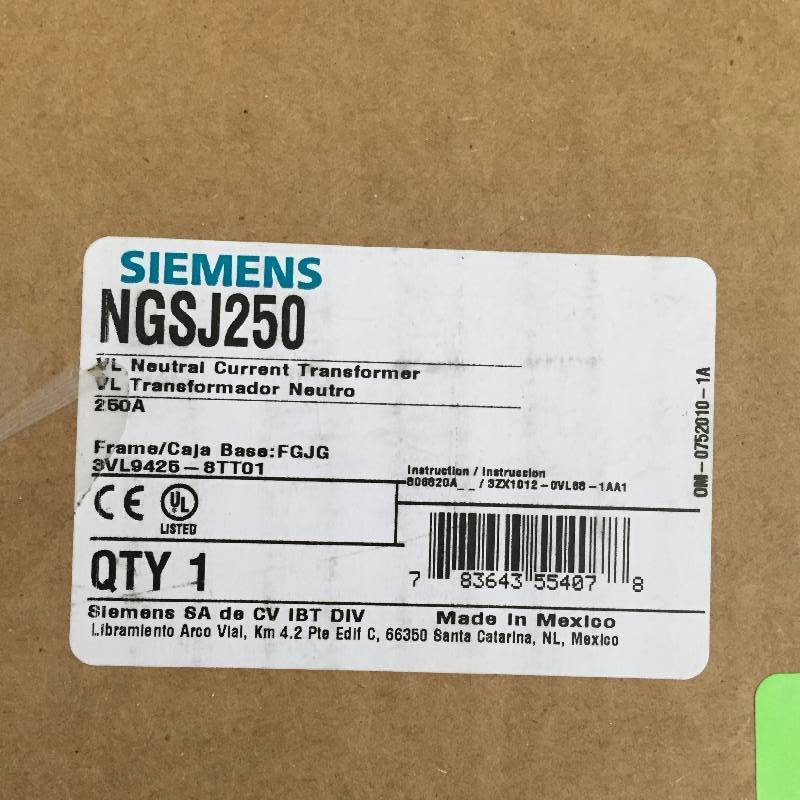 SIEMENS
NGSJ250
VL Neutral Current Transformer
VL Transformador Neutro
250A
Frame/Caja Base:FGJG
3VL9425-8TT01
Instruction / Instruccion
806820A__/3ZX1012-0VL88-1AA1
CE UL
LISTED
QTY 1
7 83643 55407 8
Siemens SA de CV IBT DIV Made In Mexico
Libramiento Arco Vial, Km 4.2 Pte Edif C, 66350 Santa Catarina, NL, Mexico
OM-0752010-1A